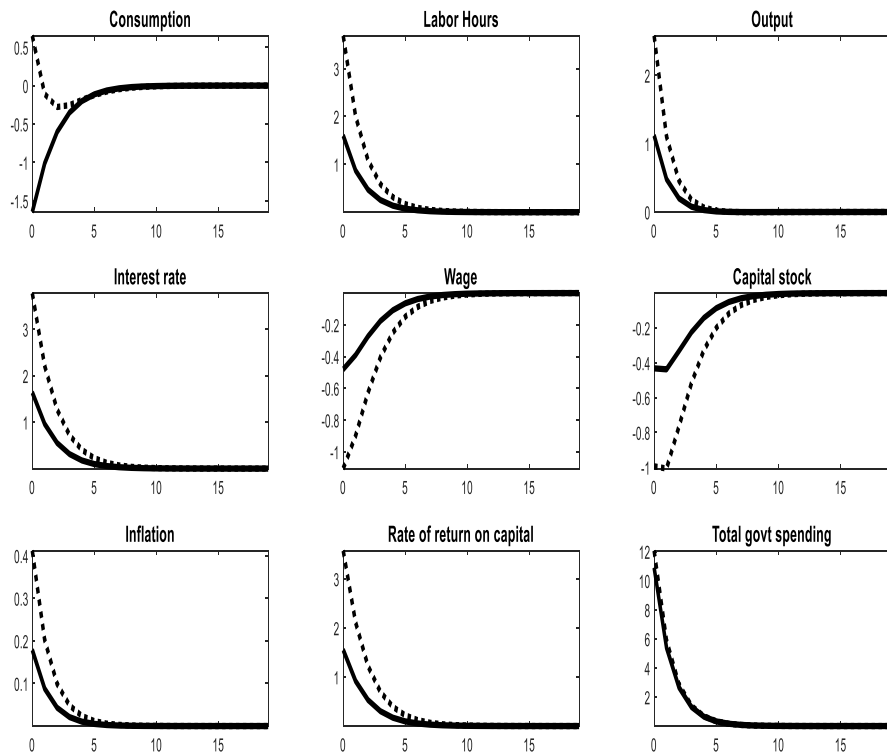 Consumption
0.5
0
-0.5
-1
-1.5
0 5 10 15
Labor Hours
3
2
1
0 5 10 15
Output
2
1
0
0 5 10 15
Interest rate
3
2
1
0 5 10 15
Wage
-0.2
-0.4
-0.6
-0.8
-1
0 5 10 15
Capital stock
-0.2
-0.4
-0.6
-0.8
-1
0 5 10 15
Inflation
0.4
0.3
0.2
0.1
0 5 10 15
Rate of return on capital
3
2
1
0 5 10 15
Total govt spending
12
10
8
6
4
2
0 5 10 15